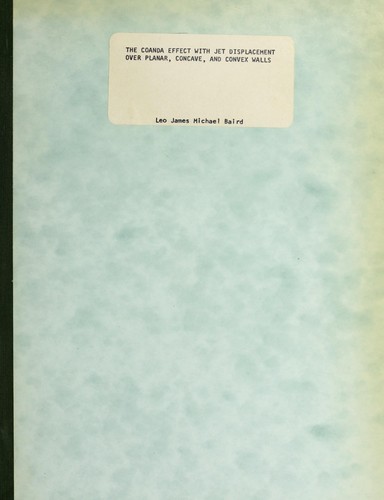 THE COANDA EFFECT WITH JET DISPLACEMENT
OVER PLANAR, CONCAVE, AND CONVEX WALLS
Leo James Michael Baird